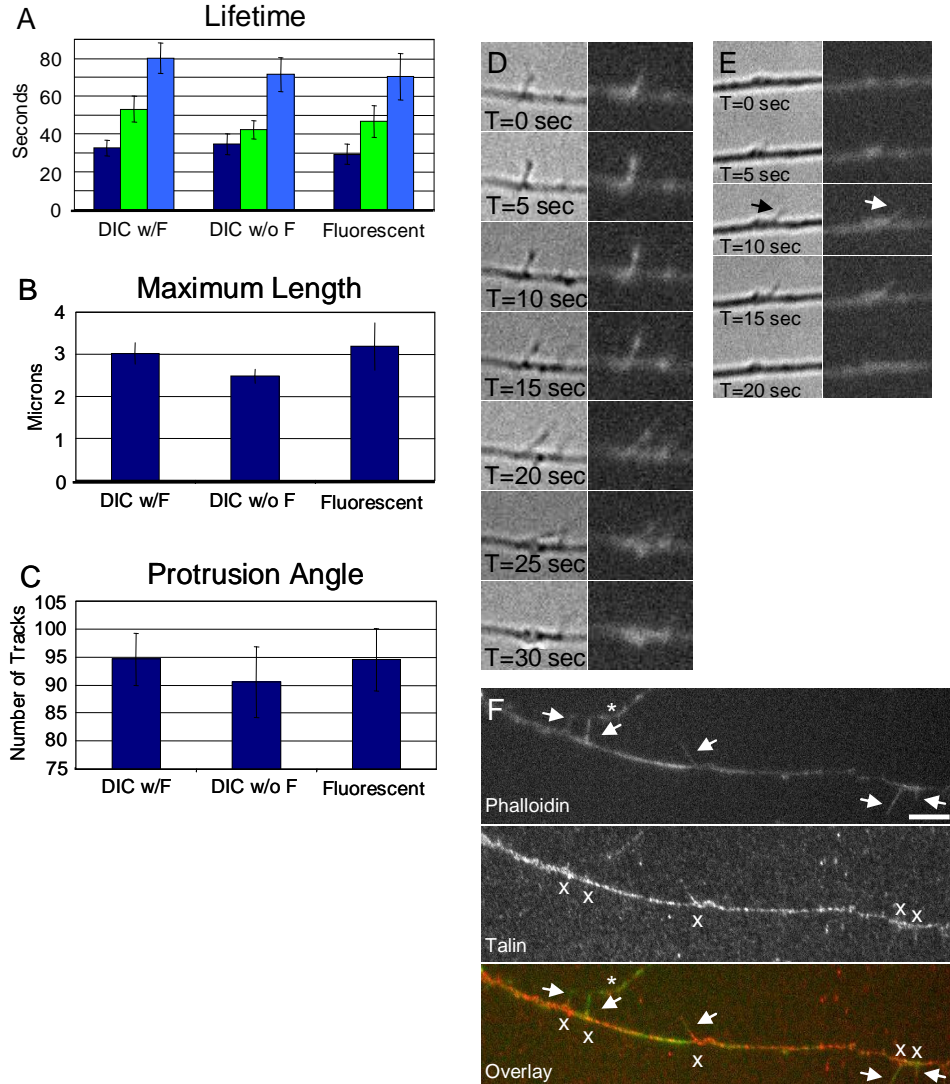 A
Lifetime
80
60
40
20
0
Seconds
DIC w/F
DIC w/o F
Fluorescent
B
Maximum Length
4
3
2
1
0
Microns
DIC w/F
DIC w/o F
Fluorescent
C
Protrusion Angle
105
100
95
90
85
80
75
Number of Tracks
DIC w/F
DIC w/o F
Fluorescent
D
T=0 sec
T=5 sec
T=10 sec
T=15 sec
T=20 sec
T=25 sec
T=30 sec
E
T=0 sec
T=5 sec
T=10 sec
T=15 sec
T=20 sec
F
*
Phalloidin
x x x x x
Talin
*
x x x x x
Overlay